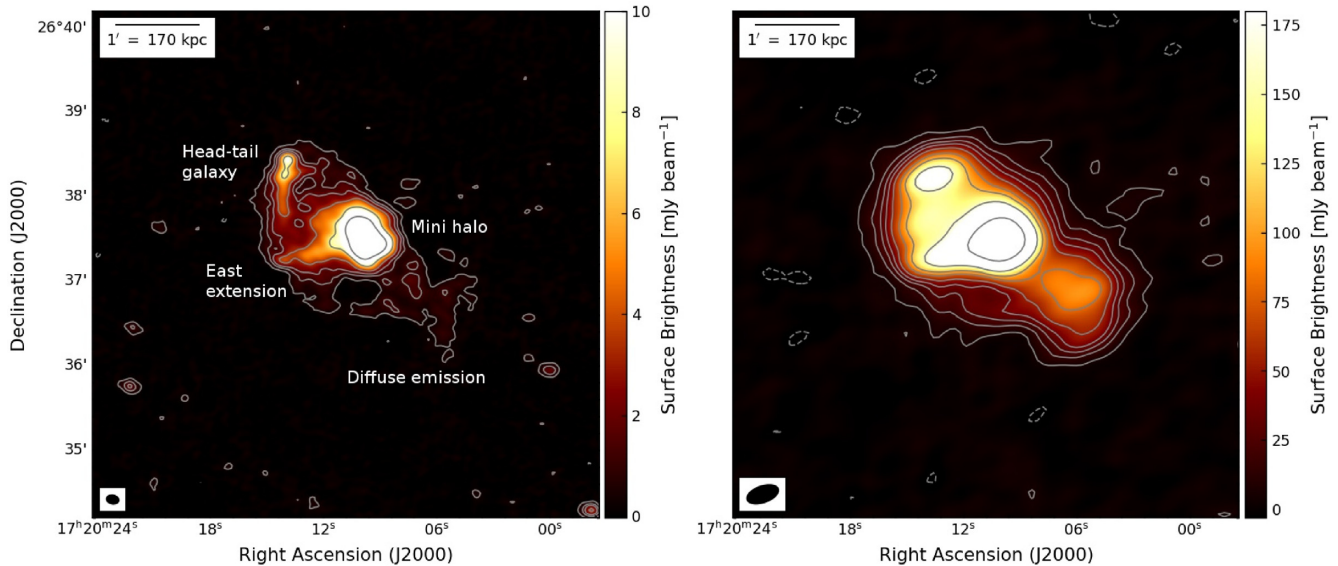 1′ = 170 kpc
26°40'
39'
38'
37'
36'
35'
Declination (J2000)
Head-tail
galaxy
Mini halo
East
extension
Diffuse emission
17ʰ20ᵐ24ˢ
18ˢ
12ˢ
06ˢ
00ˢ
Right Ascension (J2000)
10
8
6
4
2
0
Surface Brightness [mJy beam⁻¹]
1′ = 170 kpc
17ʰ20ᵐ24ˢ
18ˢ
12ˢ
06ˢ
00ˢ
Right Ascension (J2000)
175
150
125
100
75
50
25
0
Surface Brightness [mJy beam⁻¹]